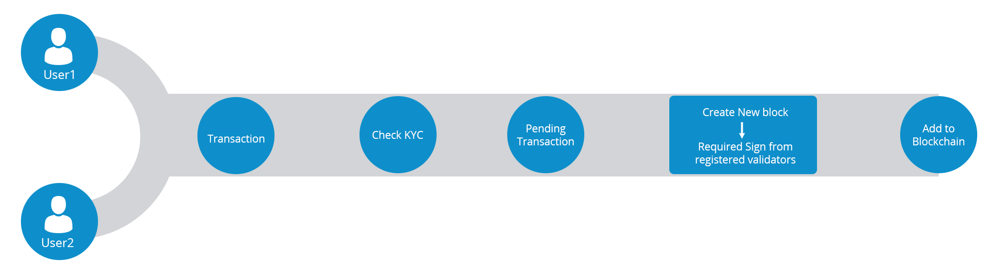 User1
User2
Transaction
Check KYC
Pending
Transaction
Create New block
Required Sign from
registered validators
Add to
Blockchain